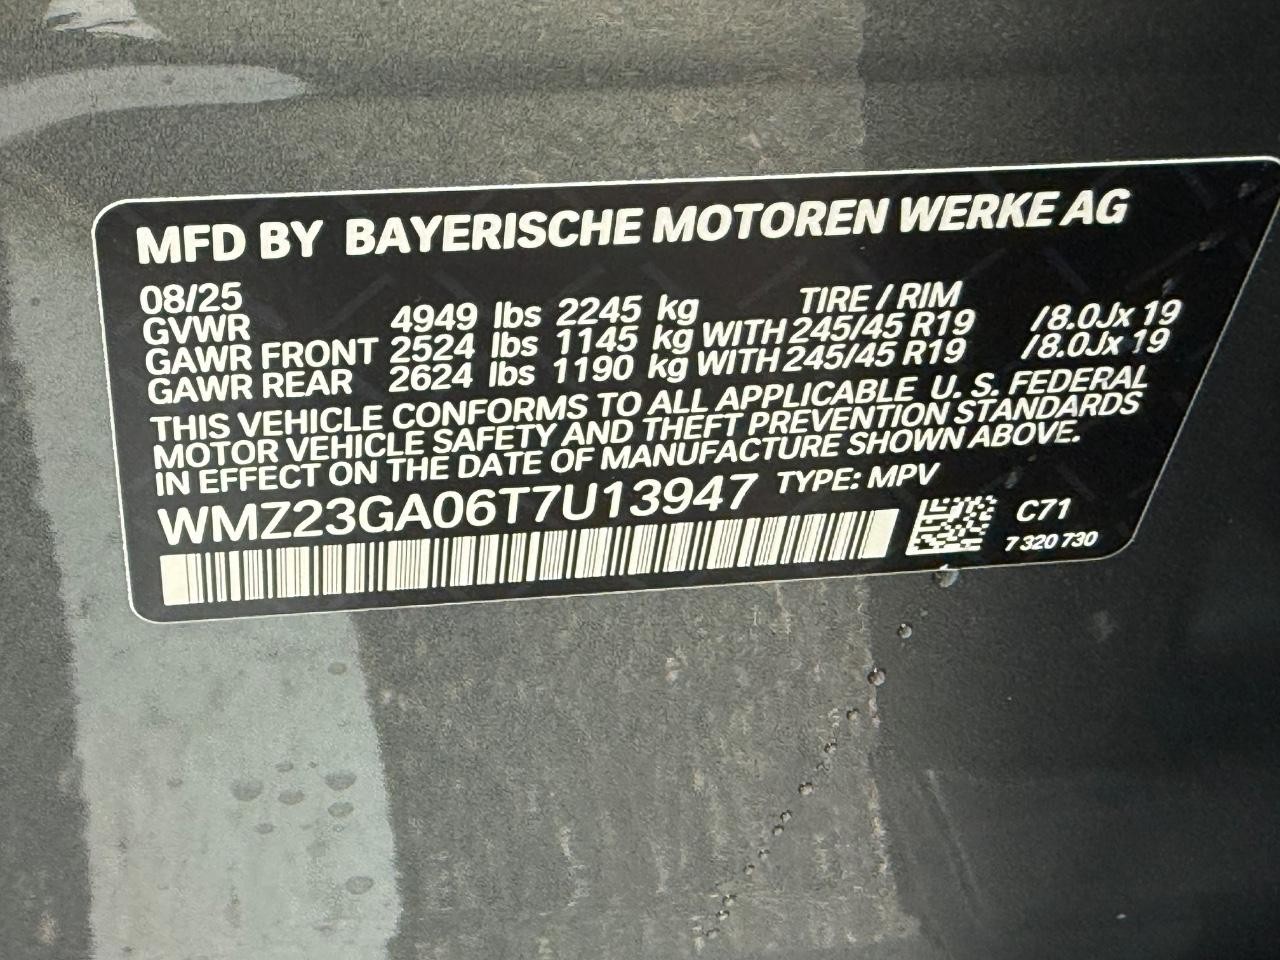 MFD BY BAYERISCHE MOTOREN WERKE AG
08/25 TIRE / RIM
GVWR 4949 lbs 2245 kg
GAWR FRONT 2524 lbs 1145 kg WITH 245/45 R19 /8.0Jx 19
GAWR REAR 2624 lbs 1190 kg WITH 245/45 R19 /8.0Jx 19
THIS VEHICLE CONFORMS TO ALL APPLICABLE U. S. FEDERAL
MOTOR VEHICLE SAFETY AND THEFT PREVENTION STANDARDS
IN EFFECT ON THE DATE OF MANUFACTURE SHOWN ABOVE.
WMZ23GA06T7U13947 TYPE: MPV
C71
7 320 730